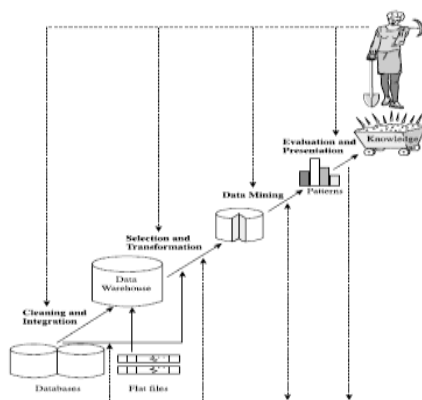 Evaluation and
Presentation
Knowledge
Patterns
Data Mining
Selection and
Transformation
Data
Warehouse
Cleaning and
Integration
Databases
Flat files